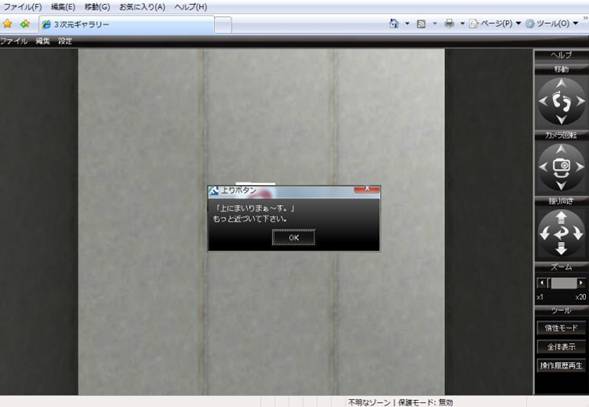 ファイル(F) 編集(E) 移動(G) お気に入り(A) ヘルプ(H)
3次元ギャラリー
ページ(P) ツール(O)
ファイル 編集 設定
ヘルプ
移動
カメラ回転
振り向き
ズーム
x1 x20
ツール
慣性モード
全体表示
操作履歴再生
上りボタン
「上にまいりまぁ～す。」
もっと近づいて下さい。
OK
不明なゾーン | 保護モード: 無効